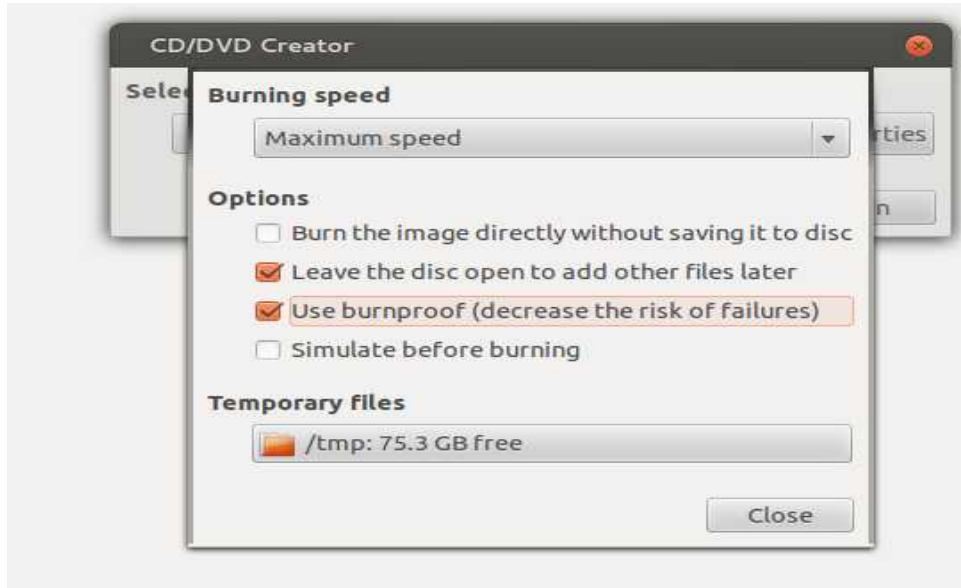 CD/DVD Creator
Burning speed
Maximum speed
Options
Burn the image directly without saving it to disc
Leave the disc open to add other files later
Use burnproof (decrease the risk of failures)
Simulate before burning
Temporary files
/tmp: 75.3 GB free
Close